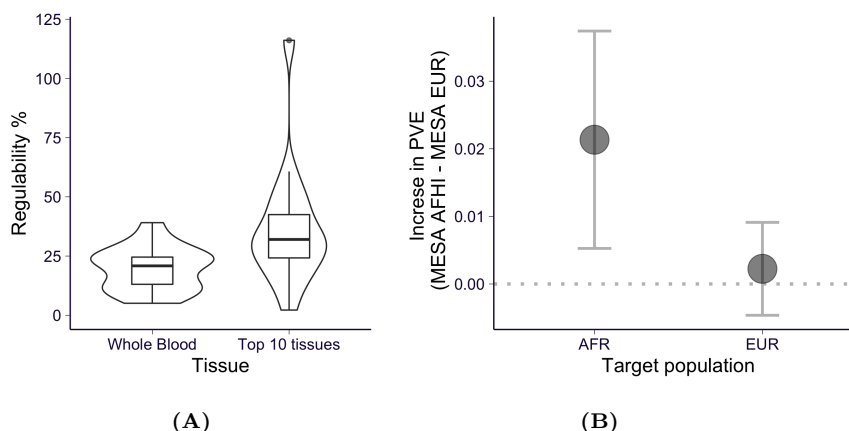 125
100
75
50
25
0
Regulability %
Whole Blood
Top 10 tissues
Tissue
(A)
0.03
0.02
0.01
0.00
Increse in PVE
(MESA AFHI - MESA EUR)
AFR
EUR
Target population
(B)